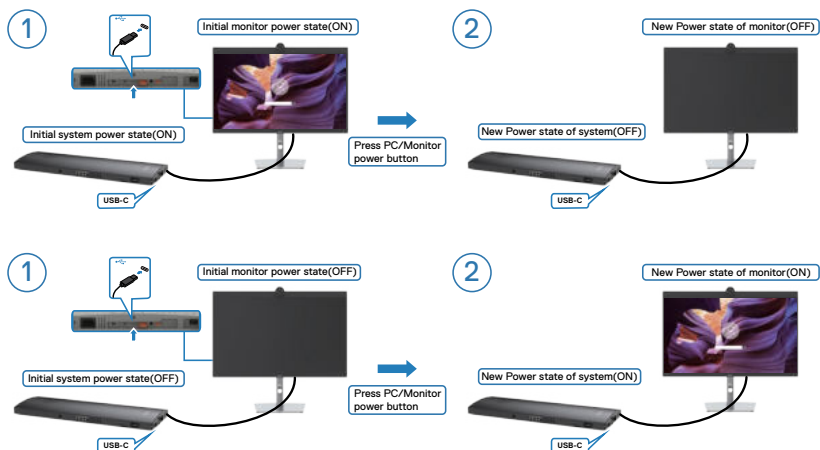 1
Initial monitor power state(ON)
Initial system power state(ON)
USB-C
Press PC/Monitor
power button
2
New Power state of monitor(OFF)
New Power state of system(OFF)
USB-C
1
Initial monitor power state(OFF)
Initial system power state(OFF)
USB-C
Press PC/Monitor
power button
2
New Power state of monitor(ON)
New Power state of system(ON)
USB-C